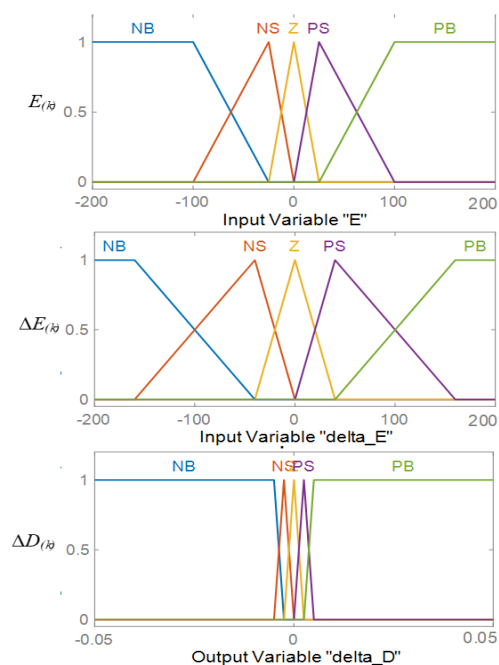 NB NS Z PS PB
1
0.5
0
E(k)
-200 -100 0 100 200
Input Variable "E"
NB NS Z PS PB
1
0.5
0
ΔE(k)
-200 -100 0 100 200
Input Variable "delta_E"
NB NS PS PB
1
0.5
0
ΔD(k)
-0.05 0 0.05
Output Variable "delta_D"